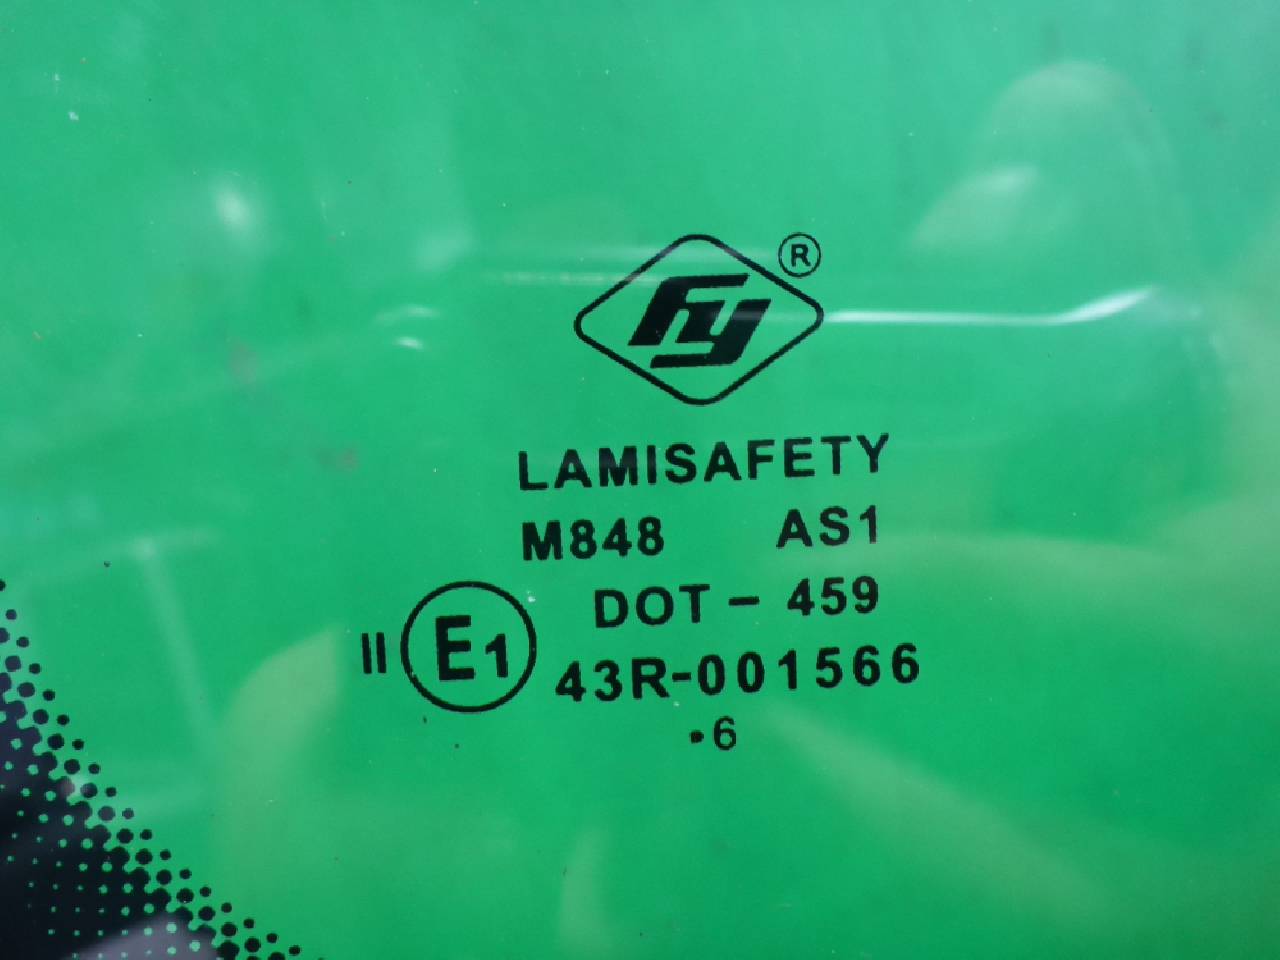 FY ®
LAMISAFETY
M848 AS1
DOT - 459
II E1 43R-001566
.6